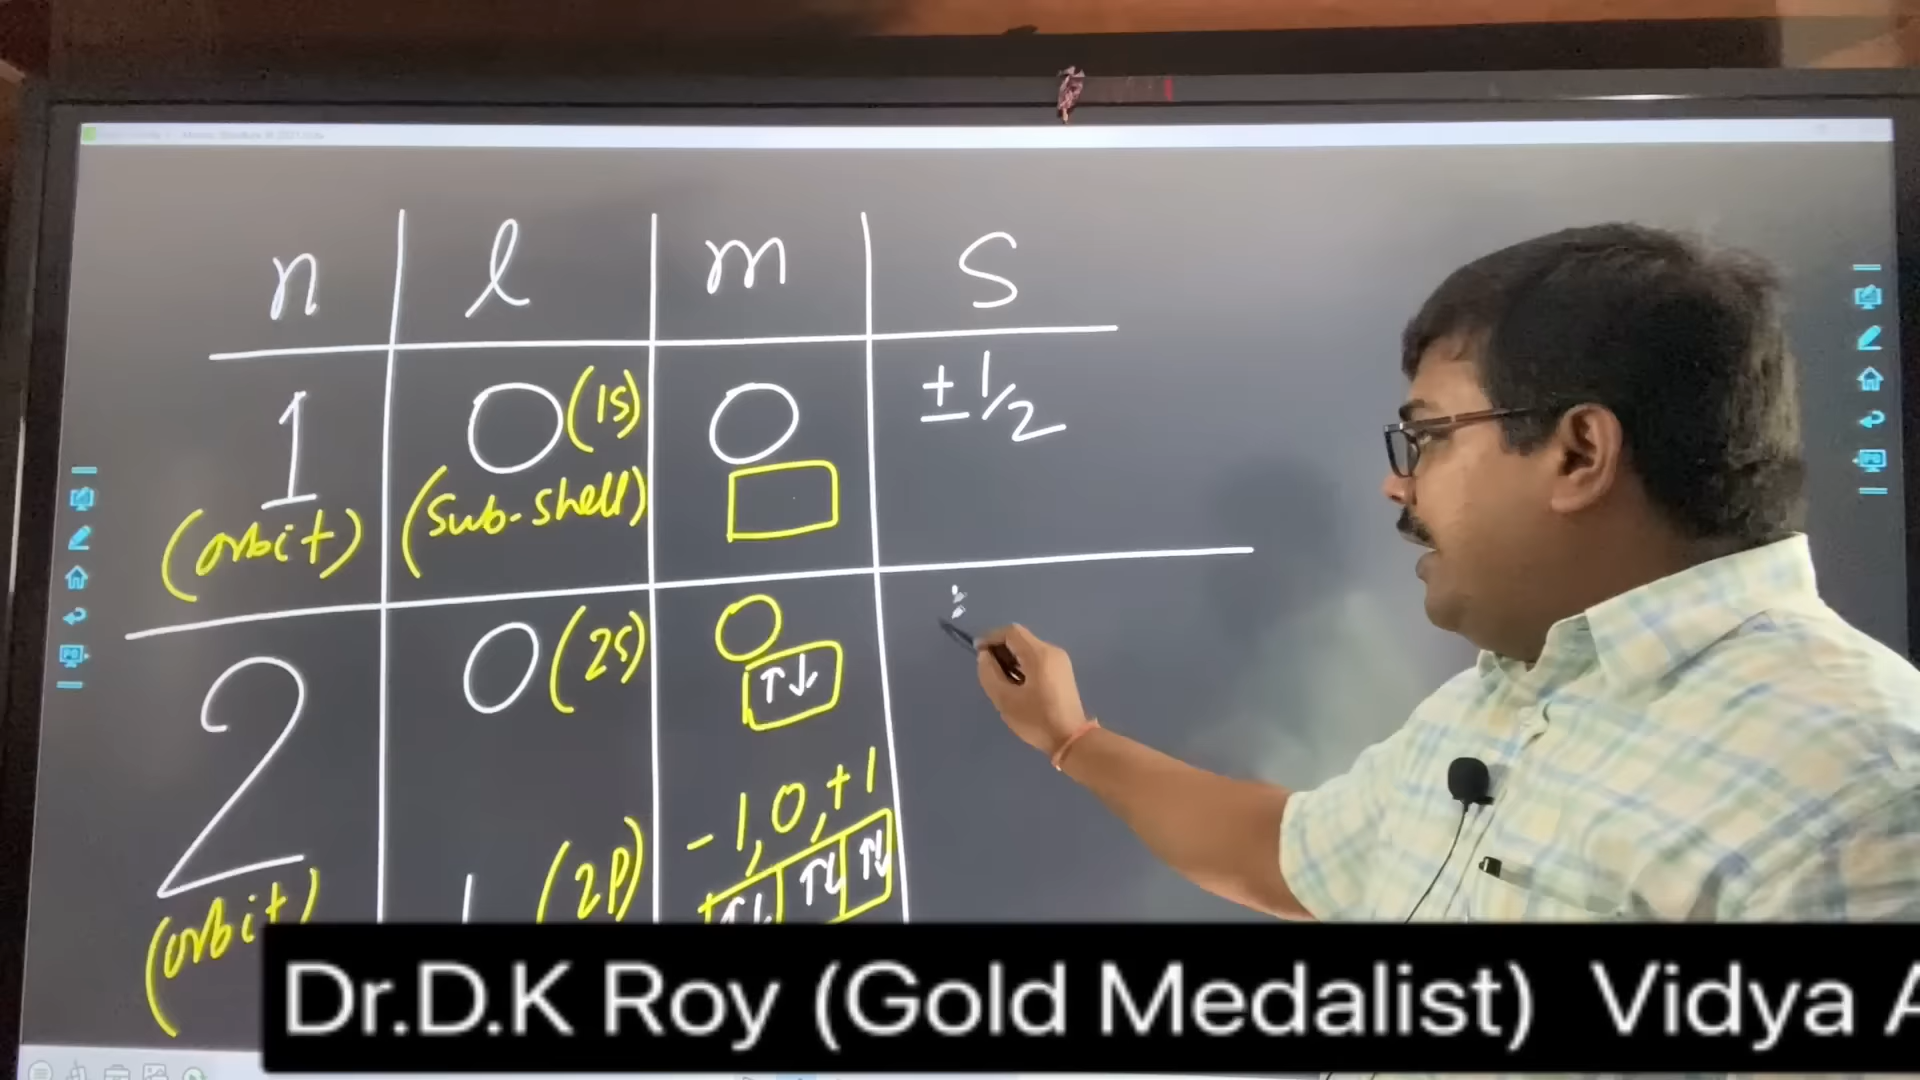 n l m S
1 0 (1S) 0 ± 1/2
(orbit) (Sub-shell)
2 0 (2S) 0
↑↓
-1, 0, +1
1 (2P) ↑↓ ↑↓ ↑↓
(orbit)
Dr.D.K Roy (Gold Medalist) Vidya A